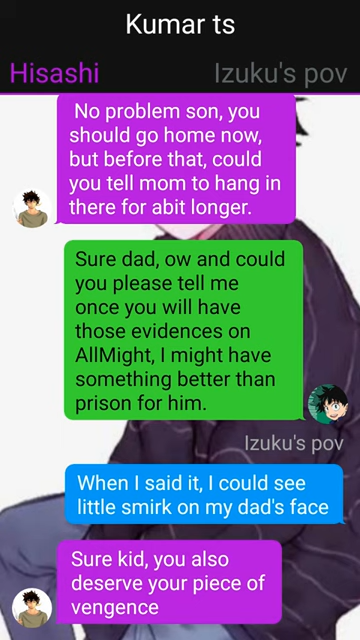 Kumar ts
Hisashi
Izuku's pov
No problem son, you
should go home now,
but before that, could
you tell mom to hang in
there for abit longer.
Sure dad, ow and could
you please tell me
once you will have
those evidences on
AllMight, I might have
something better than
prison for him.
Izuku's pov
When I said it, I could see
little smirk on my dad's face
Sure kid, you also
deserve your piece of
vengence